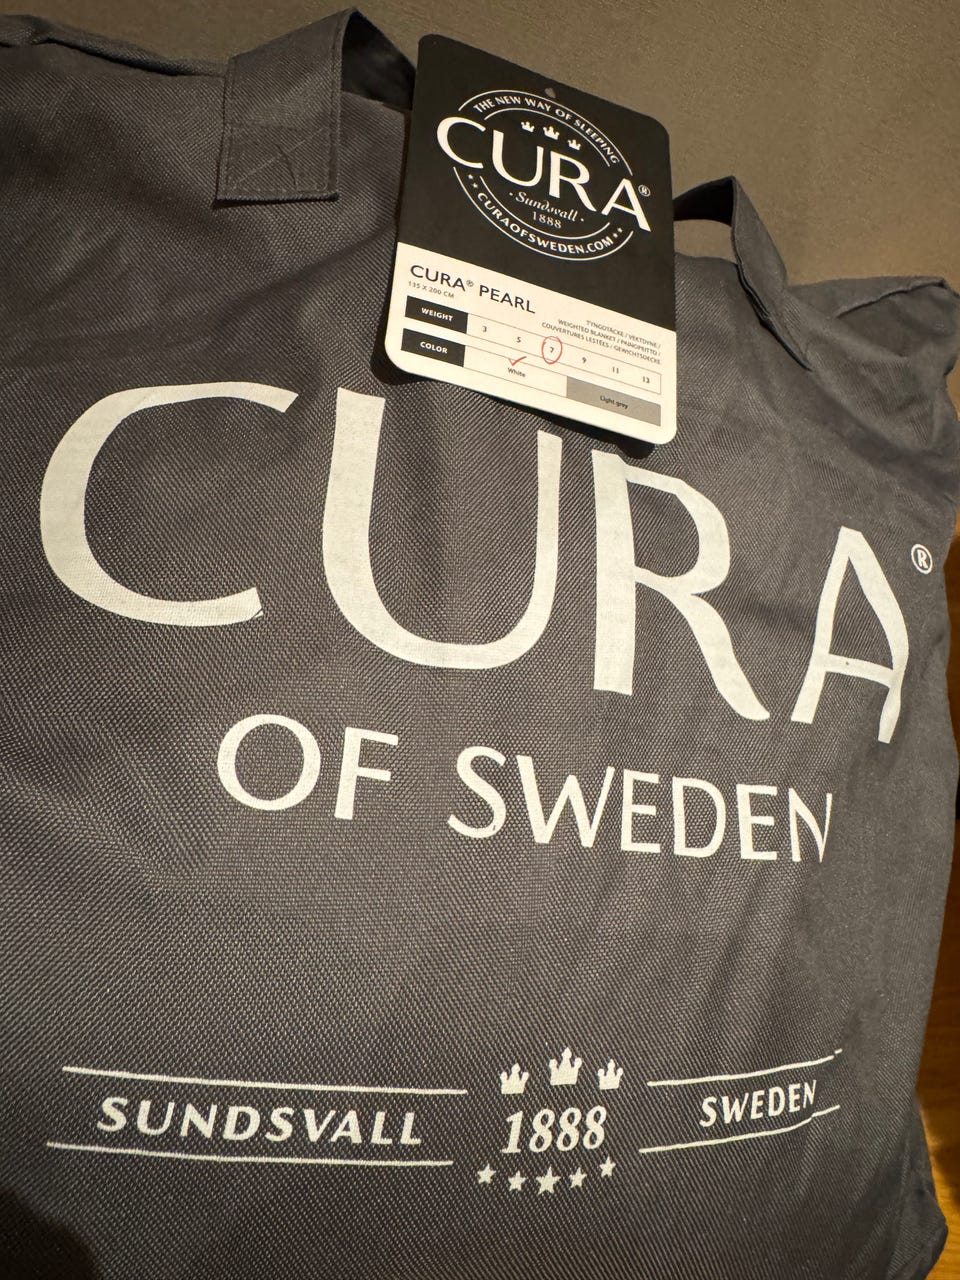 THE NEW WAY OF SLEEPING
CURA®
· Sundsvall ·
1888
CURAOFSWEDEN.COM
CURA® PEARL
135 X 200 CM
TYNGDTÄCKE / VEKTDYNE /
WEIGHTED BLANKET / PAINOPEITTO /
COUVERTURES LESTÉES / GEWICHTSDECKE
WEIGHT 3 5 7 9 11 13
COLOR White Light grey
CURA®
OF SWEDEN
SUNDSVALL 1888 SWEDEN